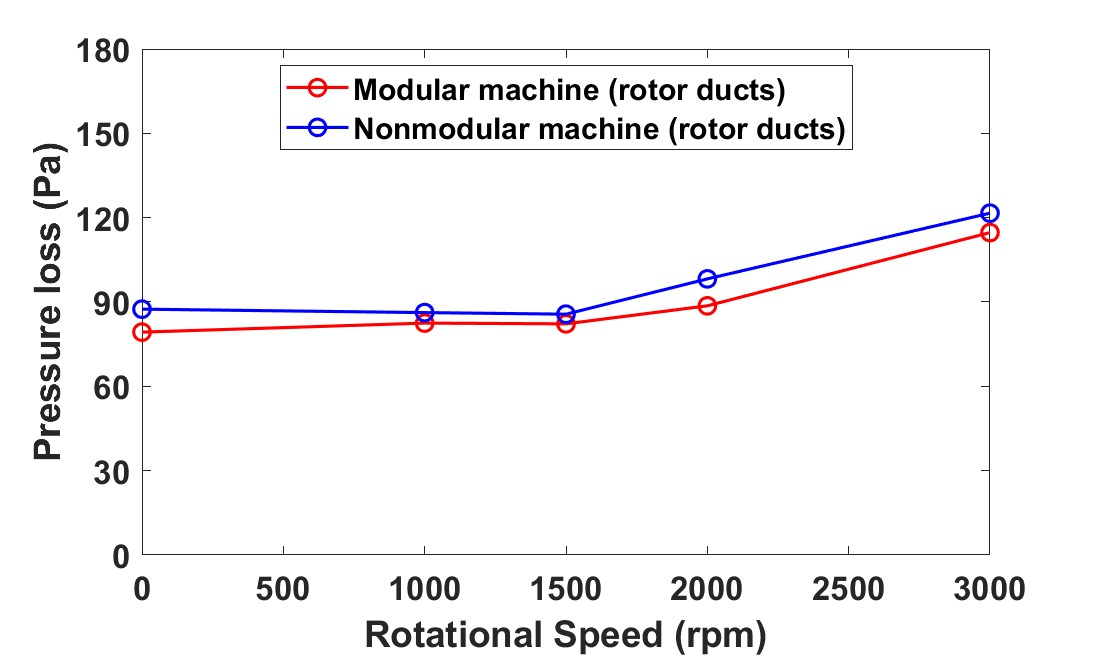 180
150
120
90
60
30
0
Pressure loss (Pa)
Modular machine (rotor ducts)
Nonmodular machine (rotor ducts)
0 500 1000 1500 2000 2500 3000
Rotational Speed (rpm)